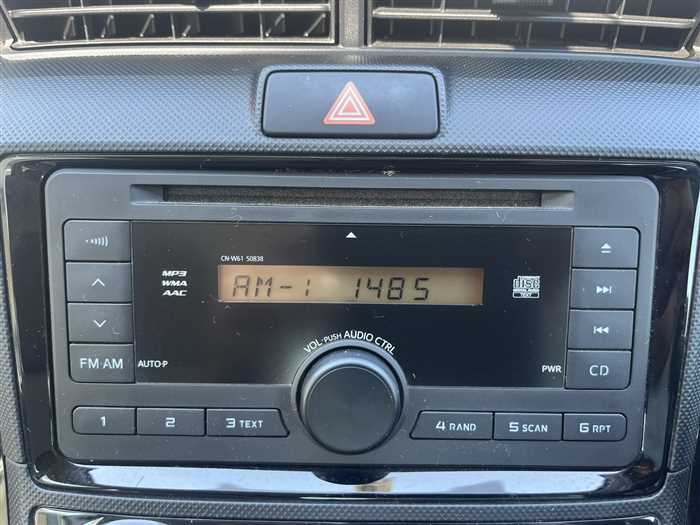 CN-W61 50838
MP3
WMA
AAC
AM-1 1485
disc
TEXT
VOL-PUSH AUDIO CTRL
FM·AM
AUTO·P
PWR
CD
1
2
3 TEXT
4 RAND
5 SCAN
6 RPT